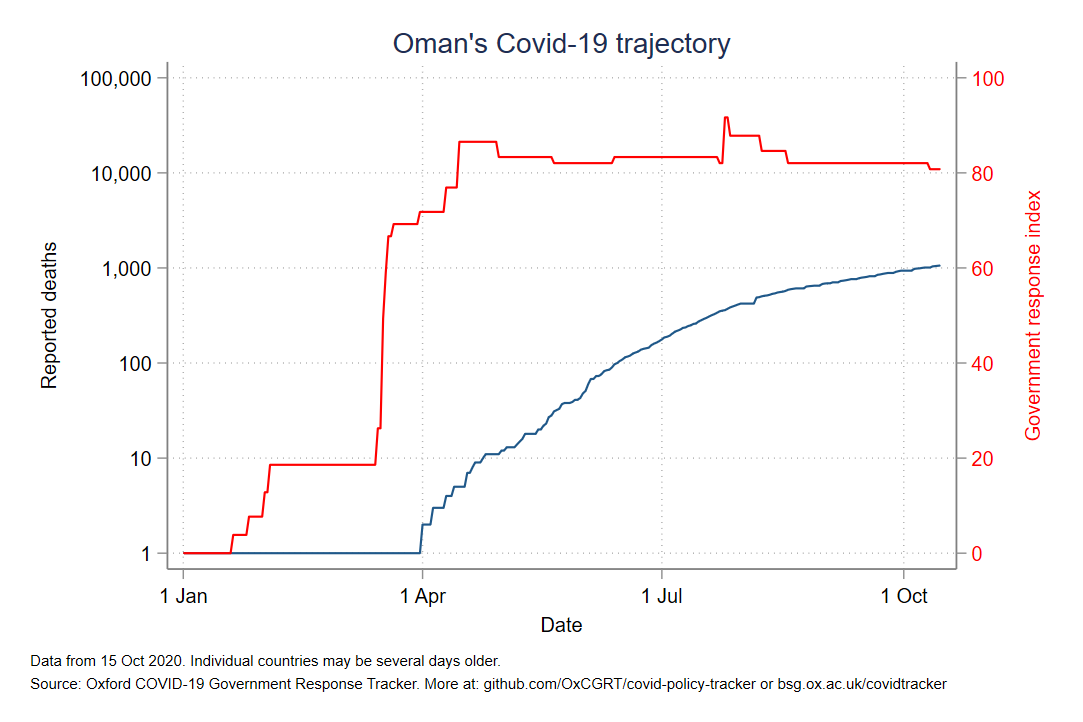 Oman's Covid-19 trajectory
100,000
10,000
1,000
100
10
1
Reported deaths
100
80
60
40
20
0
Government response index
1 Jan
1 Apr
1 Jul
1 Oct
Date
Data from 15 Oct 2020. Individual countries may be several days older.
Source: Oxford COVID-19 Government Response Tracker. More at: github.com/OxCGRT/covid-policy-tracker or bsg.ox.ac.uk/covidtracker